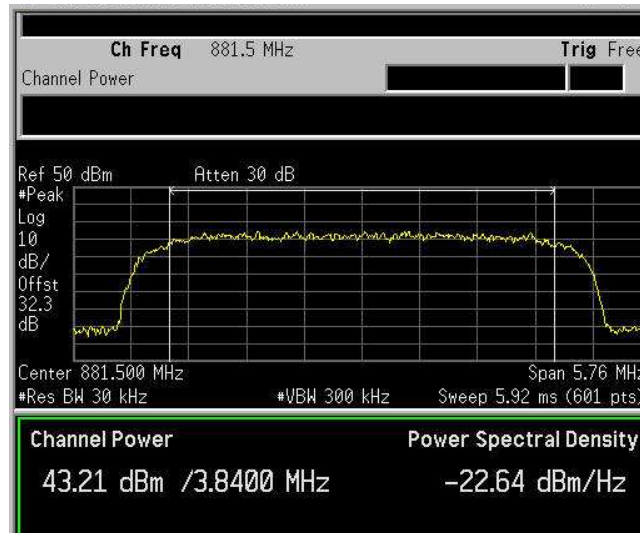 Ch Freq 881.5 MHz Trig Free
Channel Power
Ref 50 dBm Atten 30 dB
#Peak
Log
10
dB/
Offst
32.3
dB
Center 881.500 MHz Span 5.76 MHz
#Res BW 30 kHz #VBW 300 kHz Sweep 5.92 ms (601 pts)
Channel Power Power Spectral Density
43.21 dBm /3.8400 MHz -22.64 dBm/Hz